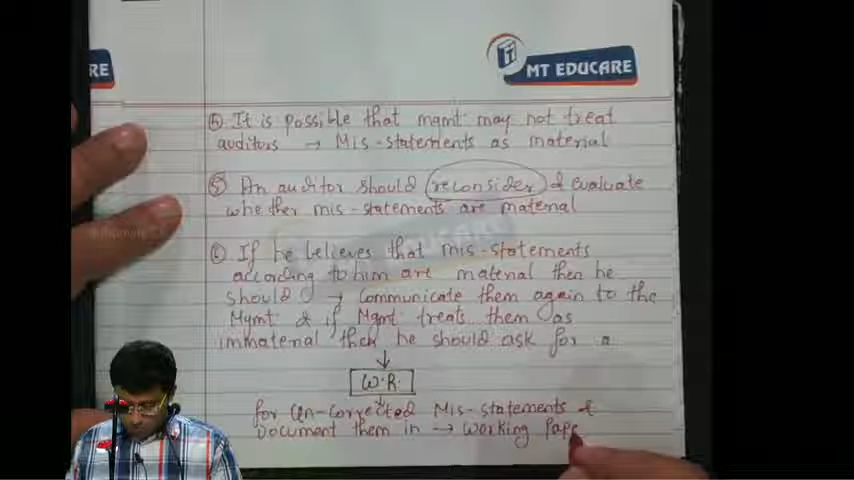 RE
MT EDUCARE
④ It is possible that mgmt may not treat
auditors → Mis-statements as material
⑤ An auditor should reconsider & evaluate
whether mis-statements are material
⑥ If he believes that mis-statements
according to him are material then he
should → communicate them again to the
Mgmt & if Mgmt treats them as
immaterial then he should ask for a
↓
W.R.
for Un-corrected Mis-statements &
Document them in → working Pape